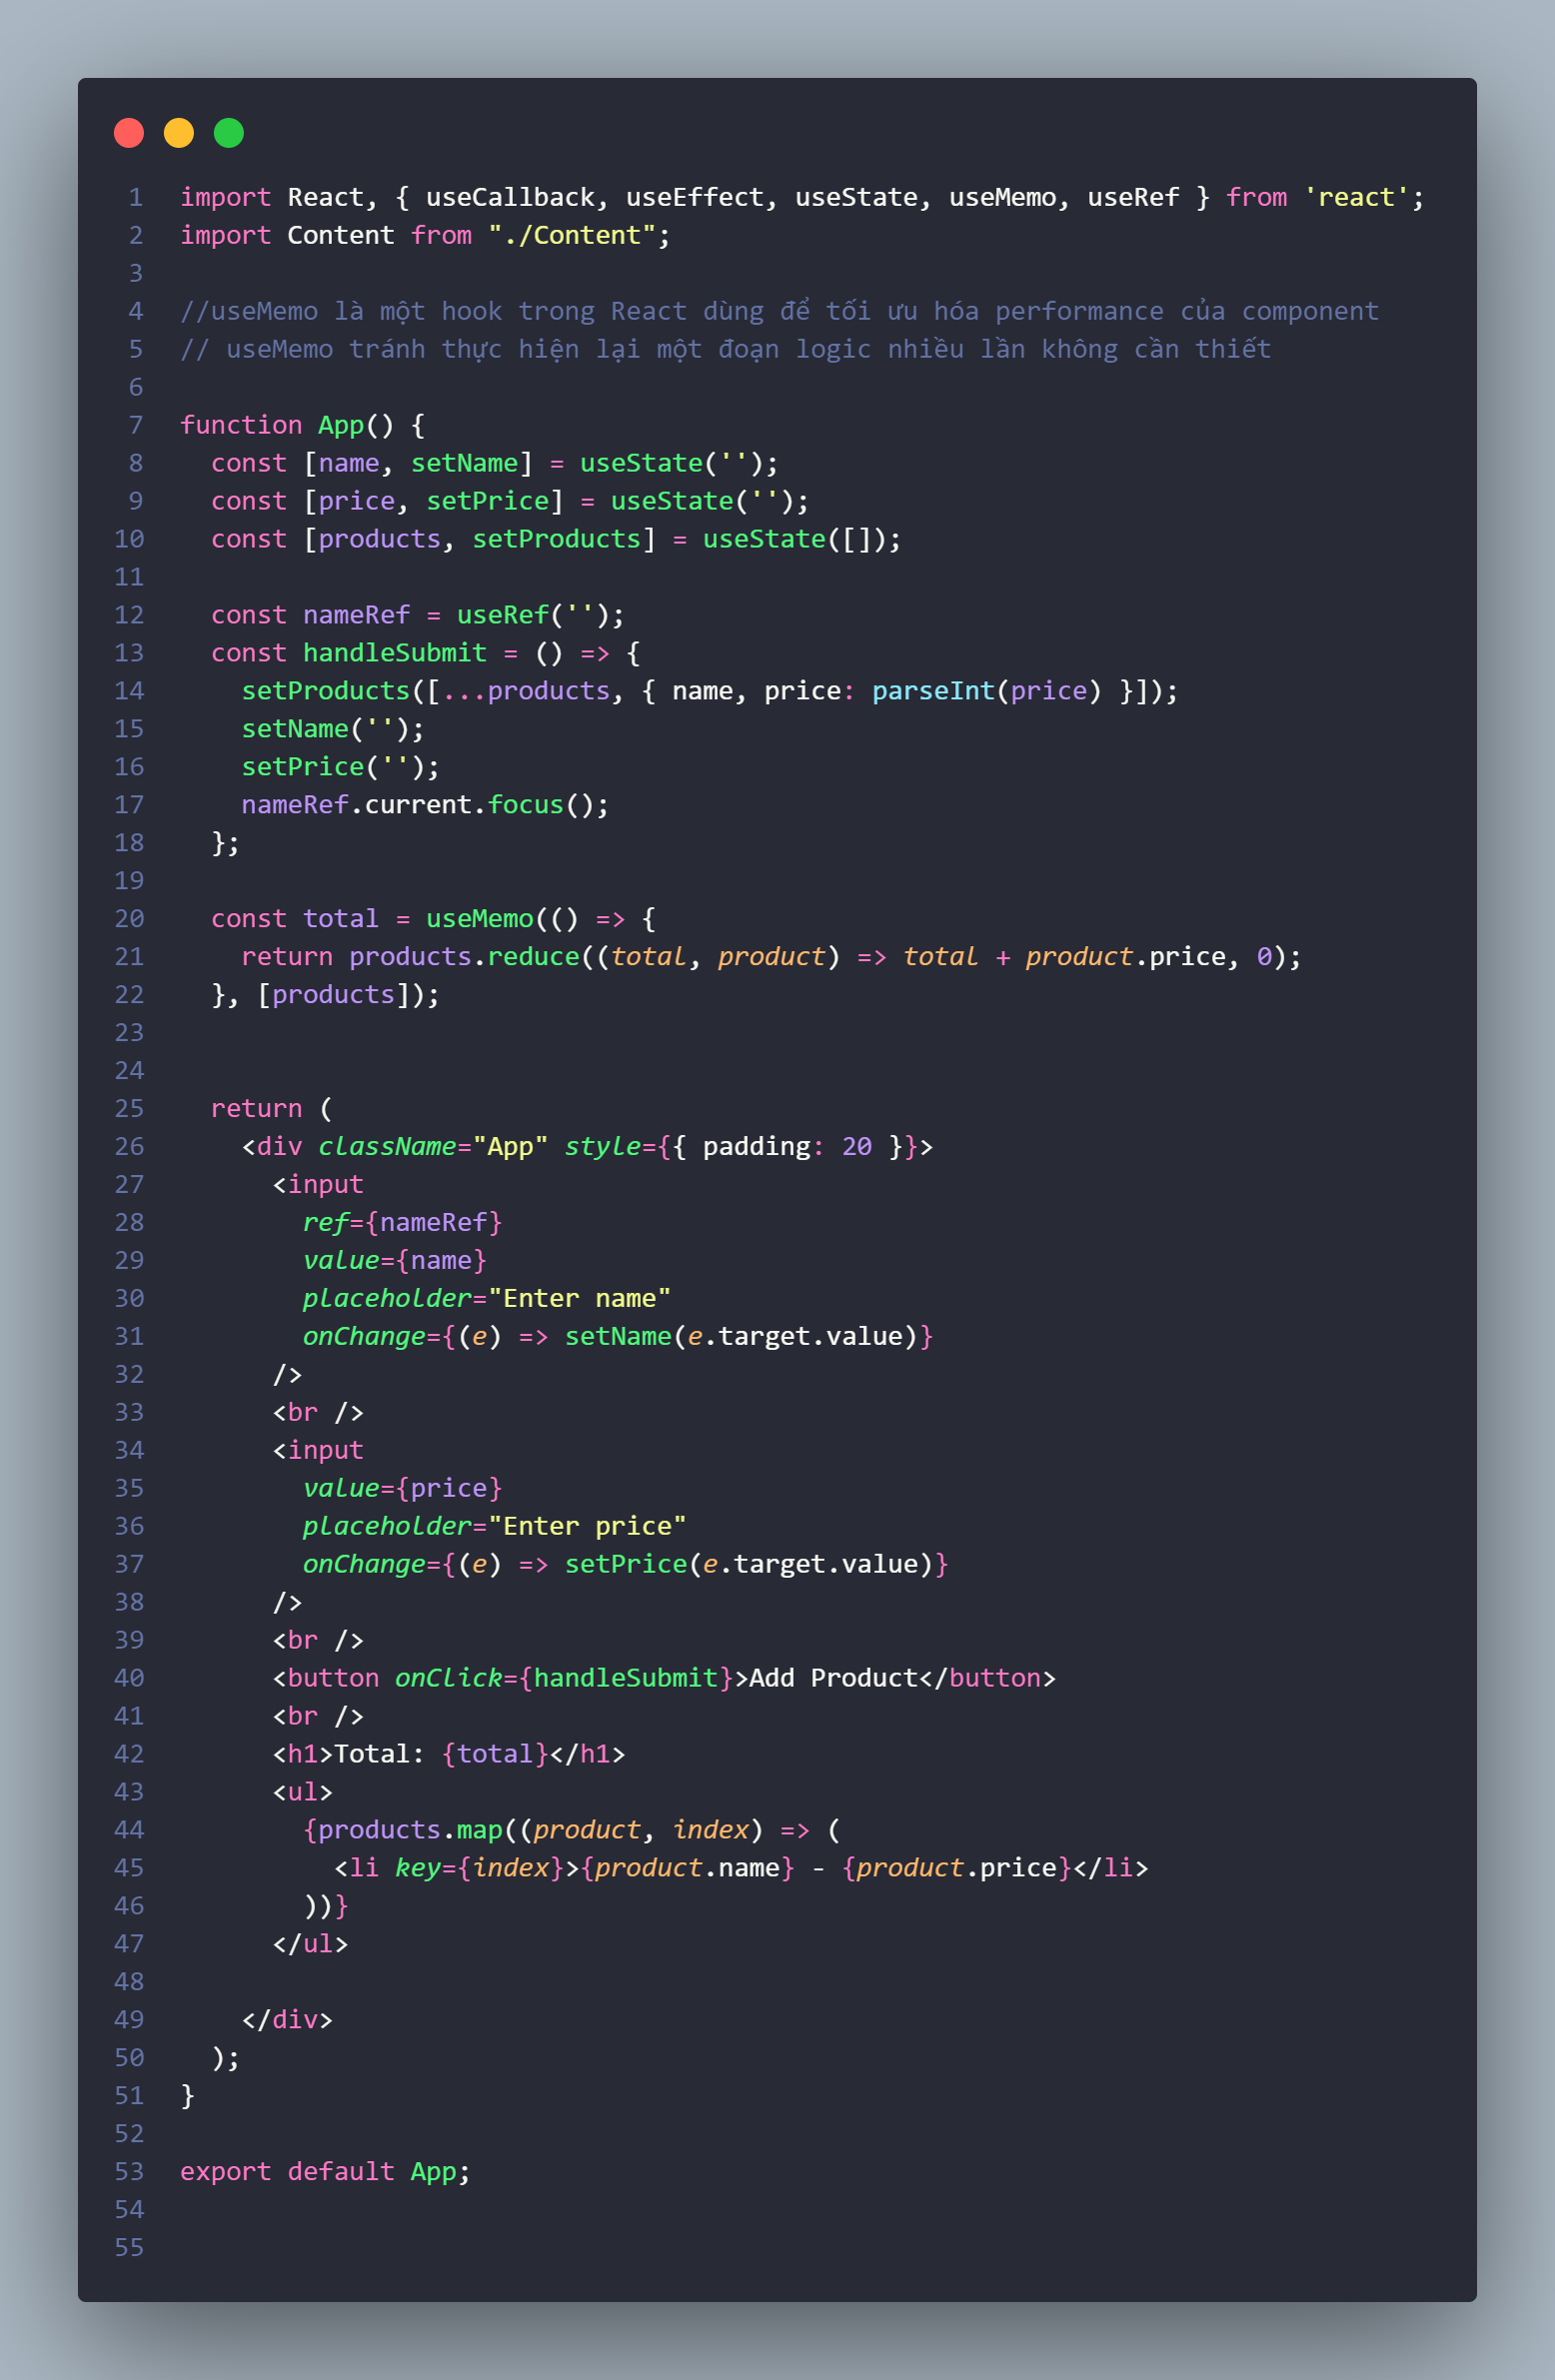 1 import React, { useCallback, useEffect, useState, useMemo, useRef } from 'react';
2 import Content from "./Content";
3
4 //useMemo là một hook trong React dùng để tối ưu hóa performance của component
5 // useMemo tránh thực hiện lại một đoạn logic nhiều lần không cần thiết
6
7 function App() {
8   const [name, setName] = useState('');
9   const [price, setPrice] = useState('');
10   const [products, setProducts] = useState([]);
11
12   const nameRef = useRef('');
13   const handleSubmit = () => {
14     setProducts([...products, { name, price: parseInt(price) }]);
15     setName('');
16     setPrice('');
17     nameRef.current.focus();
18   };
19
20   const total = useMemo(() => {
21     return products.reduce((total, product) => total + product.price, 0);
22   }, [products]);
23
24
25   return (
26     <div className="App" style={{ padding: 20 }}>
27       <input
28         ref={nameRef}
29         value={name}
30         placeholder="Enter name"
31         onChange={(e) => setName(e.target.value)}
32       />
33       <br />
34       <input
35         value={price}
36         placeholder="Enter price"
37         onChange={(e) => setPrice(e.target.value)}
38       />
39       <br />
40       <button onClick={handleSubmit}>Add Product</button>
41       <br />
42       <h1>Total: {total}</h1>
43       <ul>
44         {products.map((product, index) => (
45           <li key={index}>{product.name} - {product.price}</li>
46         ))}
47       </ul>
48
49     </div>
50   );
51 }
52
53 export default App;
54
55